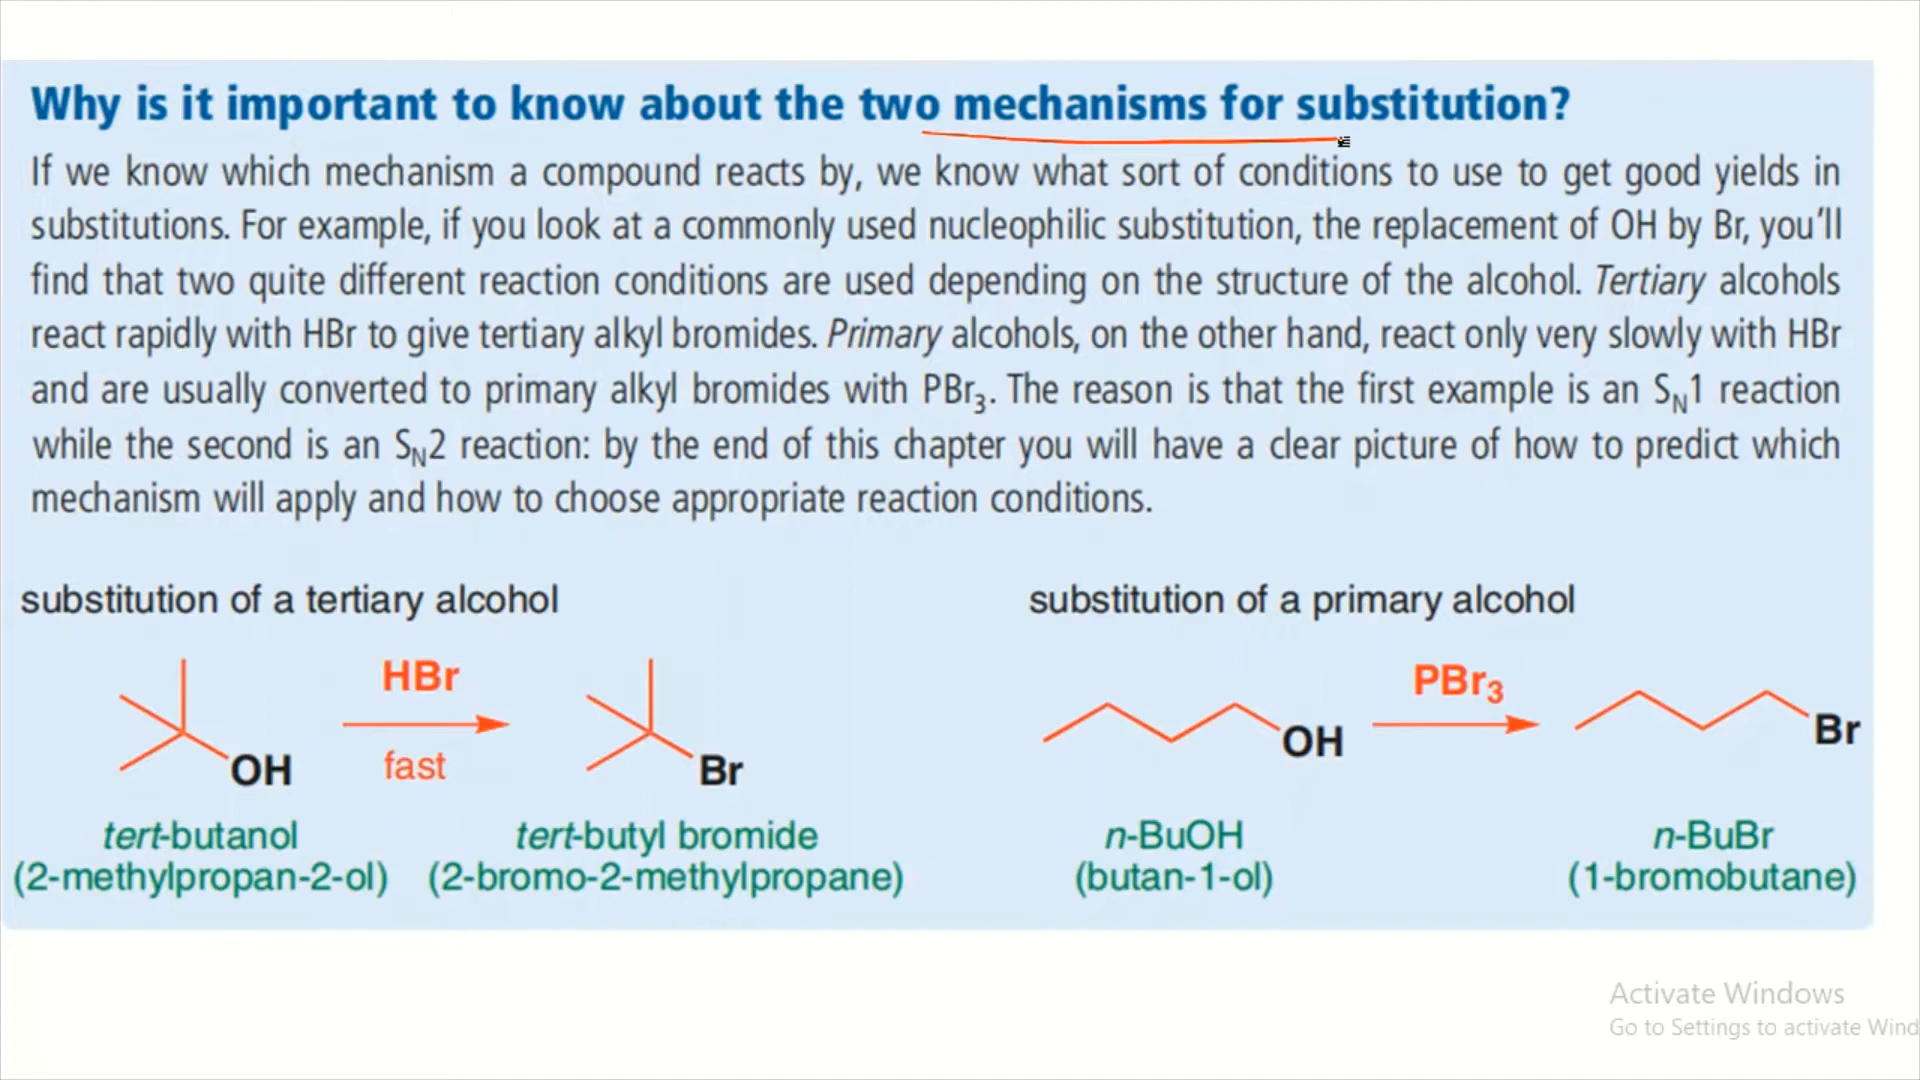 Why is it important to know about the two mechanisms for substitution?
If we know which mechanism a compound reacts by, we know what sort of conditions to use to get good yields in
substitutions. For example, if you look at a commonly used nucleophilic substitution, the replacement of OH by Br, you'll
find that two quite different reaction conditions are used depending on the structure of the alcohol. Tertiary alcohols
react rapidly with HBr to give tertiary alkyl bromides. Primary alcohols, on the other hand, react only very slowly with HBr
and are usually converted to primary alkyl bromides with PBr₃. The reason is that the first example is an SN1 reaction
while the second is an SN2 reaction: by the end of this chapter you will have a clear picture of how to predict which
mechanism will apply and how to choose appropriate reaction conditions.
substitution of a tertiary alcohol
HBr
fast
OH
Br
tert-butanol
(2-methylpropan-2-ol)
tert-butyl bromide
(2-bromo-2-methylpropane)
substitution of a primary alcohol
PBr₃
OH
Br
n-BuOH
(butan-1-ol)
n-BuBr
(1-bromobutane)
Activate Windows
Go to Settings to activate Wind